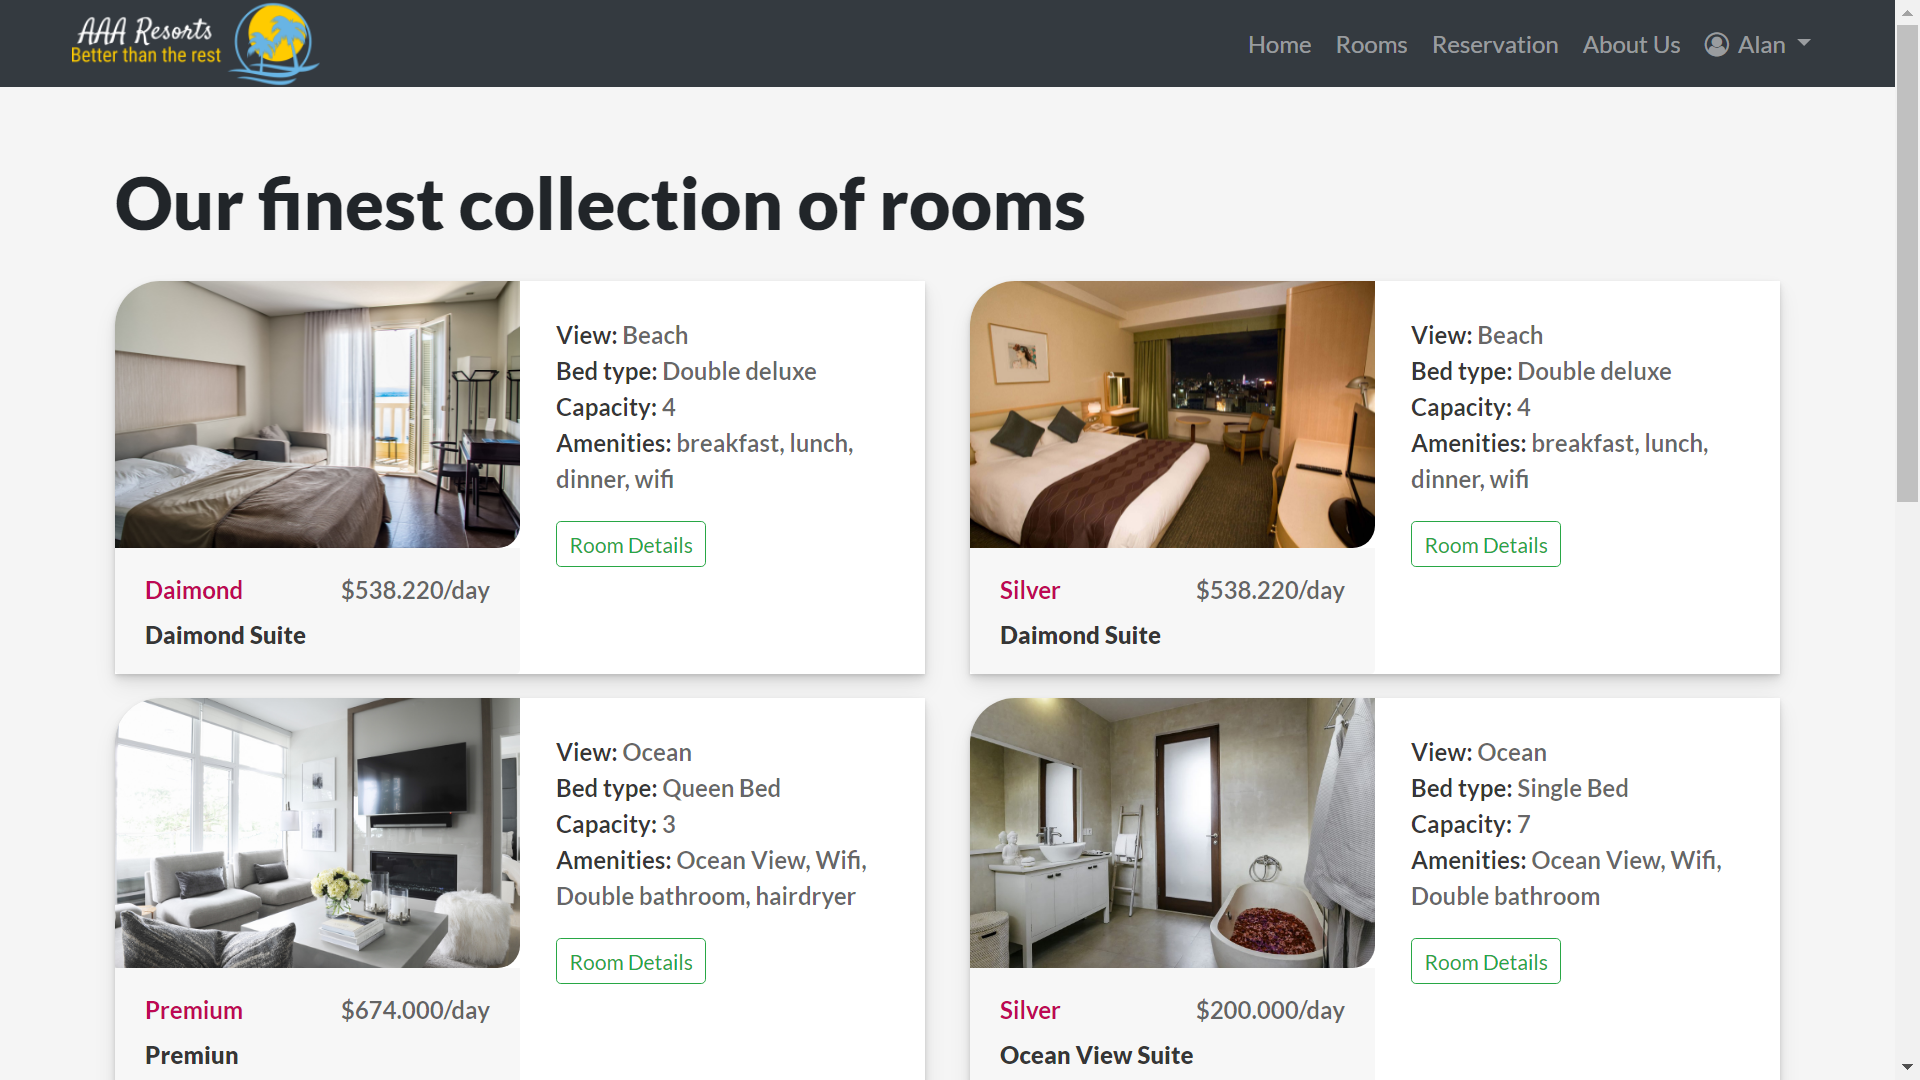 AAA Resorts
Better than the rest
Home Rooms Reservation About Us Alan
Our finest collection of rooms
View: Beach
Bed type: Double deluxe
Capacity: 4
Amenities: breakfast, lunch,
dinner, wifi
Room Details
Daimond $538.220/day
Daimond Suite
View: Beach
Bed type: Double deluxe
Capacity: 4
Amenities: breakfast, lunch,
dinner, wifi
Room Details
Silver $538.220/day
Daimond Suite
View: Ocean
Bed type: Queen Bed
Capacity: 3
Amenities: Ocean View, Wifi,
Double bathroom, hairdryer
Room Details
Premium $674.000/day
Premiun
View: Ocean
Bed type: Single Bed
Capacity: 7
Amenities: Ocean View, Wifi,
Double bathroom
Room Details
Silver $200.000/day
Ocean View Suite